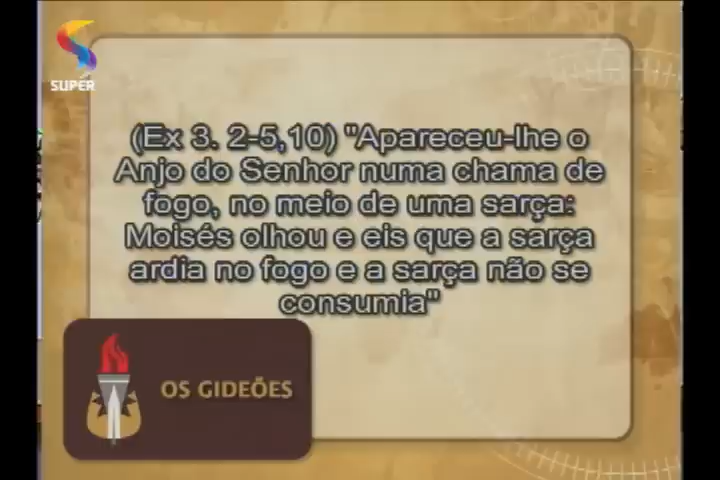 SUPER
(Ex 3. 2-5,10) "Apareceu-lhe o
Anjo do Senhor numa chama de
fogo, no meio de uma sarça:
Moisés olhou e eis que a sarça
ardia no fogo e a sarça não se
consumia"
OS GIDEÕES